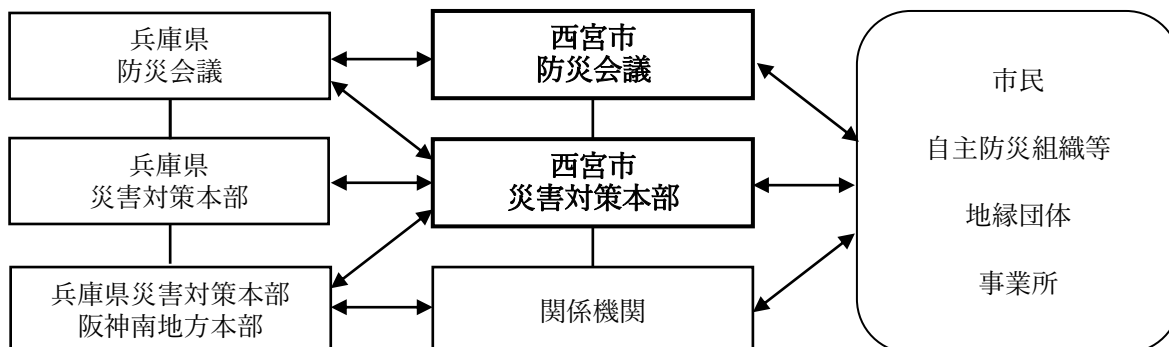 兵庫県
防災会議
西宮市
防災会議
兵庫県
災害対策本部
西宮市
災害対策本部
兵庫県災害対策本部
阪神南地方本部
関係機関
市民
自主防災組織等
地縁団体
事業所